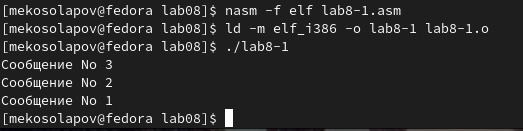 [mekosolapov@fedora lab08]$ nasm -f elf lab8-1.asm
[mekosolapov@fedora lab08]$ ld -m elf_i386 -o lab8-1 lab8-1.o
[mekosolapov@fedora lab08]$ ./lab8-1
Сообщение No 3
Сообщение No 2
Сообщение No 1
[mekosolapov@fedora lab08]$